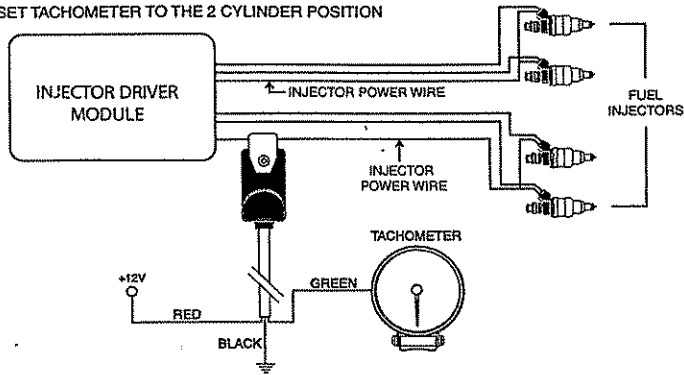 SET TACHOMETER TO THE 2 CYLINDER POSITION
INJECTOR DRIVER
MODULE
INJECTOR POWER WIRE
FUEL
INJECTORS
INJECTOR
POWER WIRE
TACHOMETER
+12V
GREEN
RED
BLACK